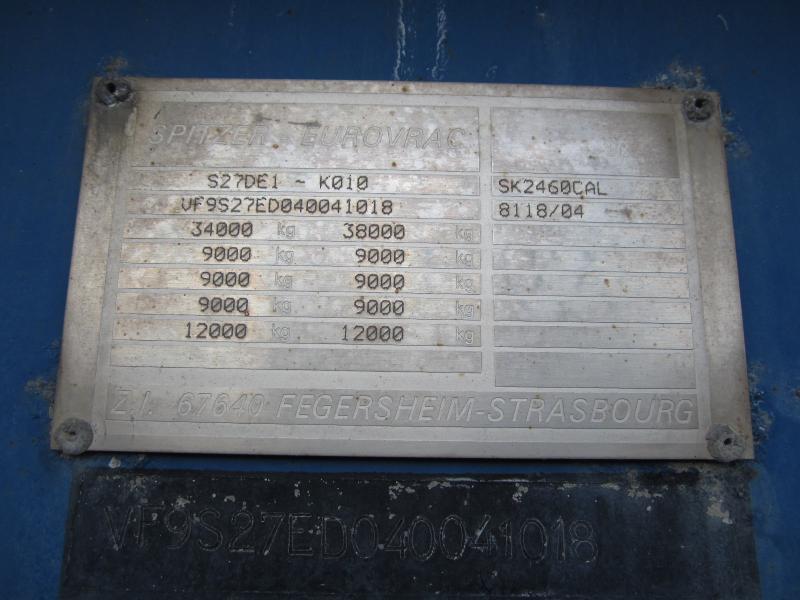 SPITZER - EUROVRAC
S27DE1 - K010 SK2460CAL
VF9S27ED040041018 8118/04
34000 kg 38000 kg
9000 kg 9000 kg
9000 kg 9000 kg
9000 kg 9000 kg
12000 kg 12000 kg
Z.I. 67640 FEGERSHEIM-STRASBOURG
VF9S27ED040041018